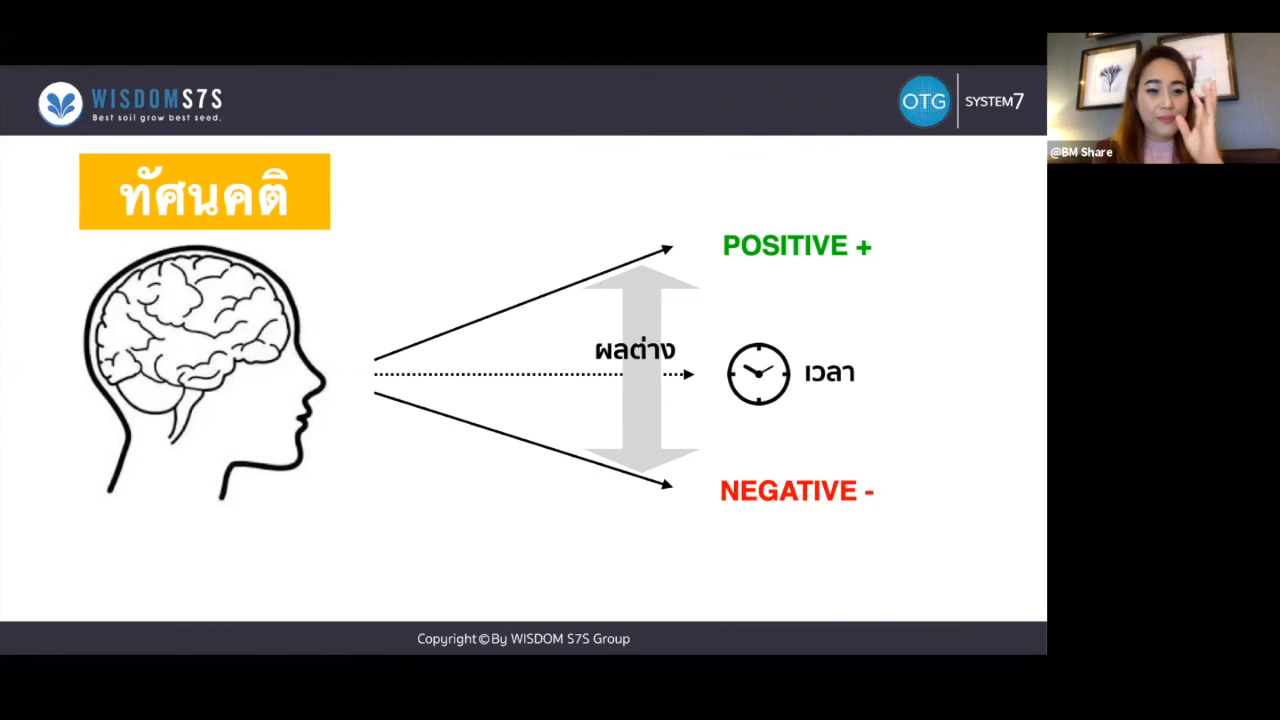 WISDOMS7S
Best soil grow best seed.
OTG
SYSTEM7
@BM Share
ทัศนคติ
POSITIVE +
ผลต่าง
เวลา
NEGATIVE -
Copyright©By WISDOM S7S Group